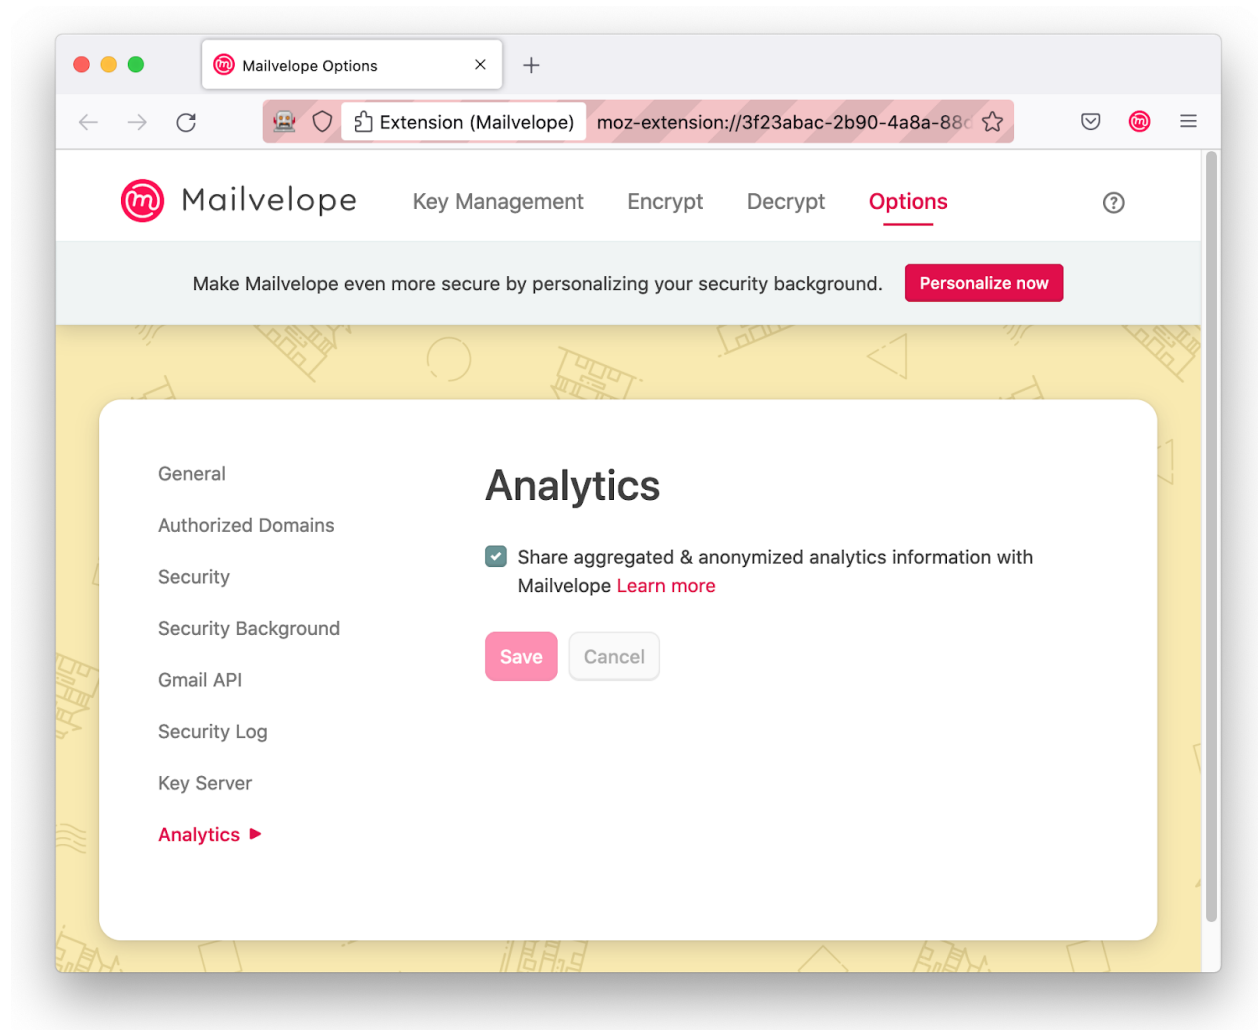 Mailvelope Options
Extension (Mailvelope) moz-extension://3f23abac-2b90-4a8a-88d
Mailvelope Key Management Encrypt Decrypt Options
Make Mailvelope even more secure by personalizing your security background. Personalize now
General
Authorized Domains
Security
Security Background
Gmail API
Security Log
Key Server
Analytics
Analytics
Share aggregated & anonymized analytics information with
Mailvelope Learn more
Save Cancel